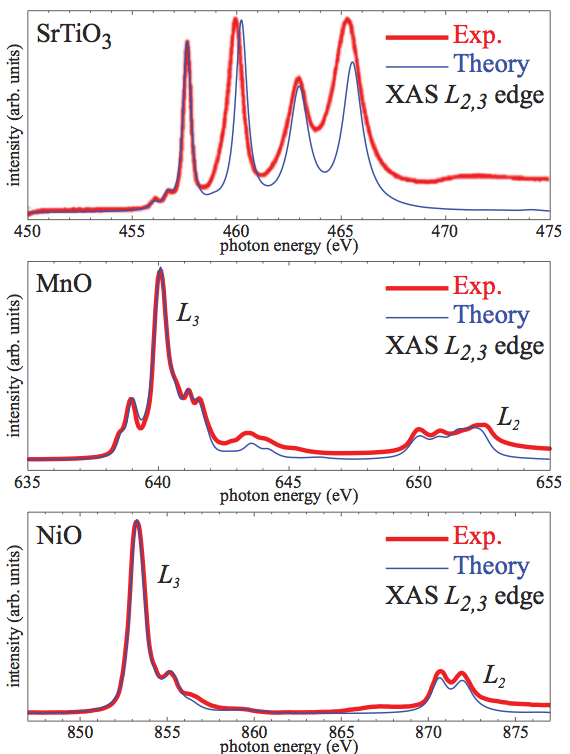 SrTiO3
Exp.
Theory
XAS L2,3 edge
intensity (arb. units)
450 455 460 465 470 475
photon energy (eV)
MnO
L3
Exp.
Theory
XAS L2,3 edge
L2
intensity (arb. units)
635 640 645 650 655
photon energy (eV)
NiO
L3
Exp.
Theory
XAS L2,3 edge
L2
intensity (arb. units)
850 855 860 865 870 875
photon energy (eV)